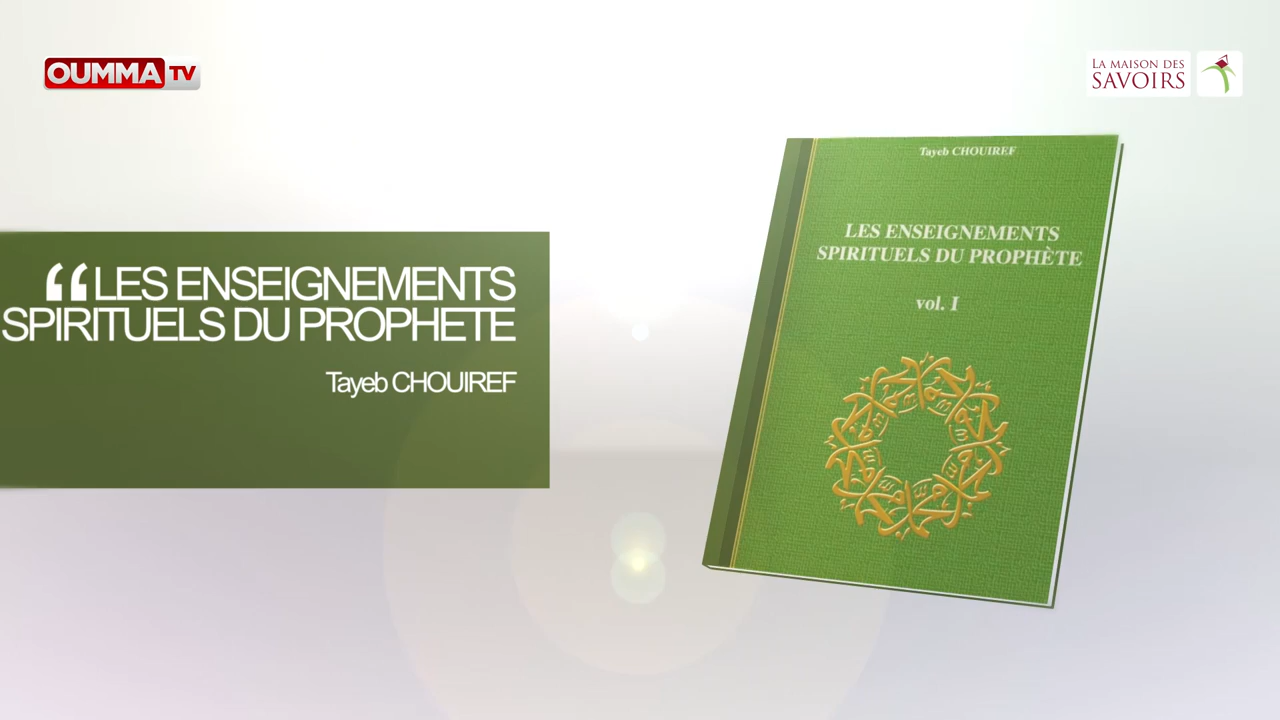 OUMMA TV
LA MAISON DES
SAVOIRS
“LES ENSEIGNEMENTS
SPIRITUELS DU PROPHETE
Tayeb CHOUIREF
Tayeb CHOUIREF
LES ENSEIGNEMENTS
SPIRITUELS DU PROPHÈTE
vol. I